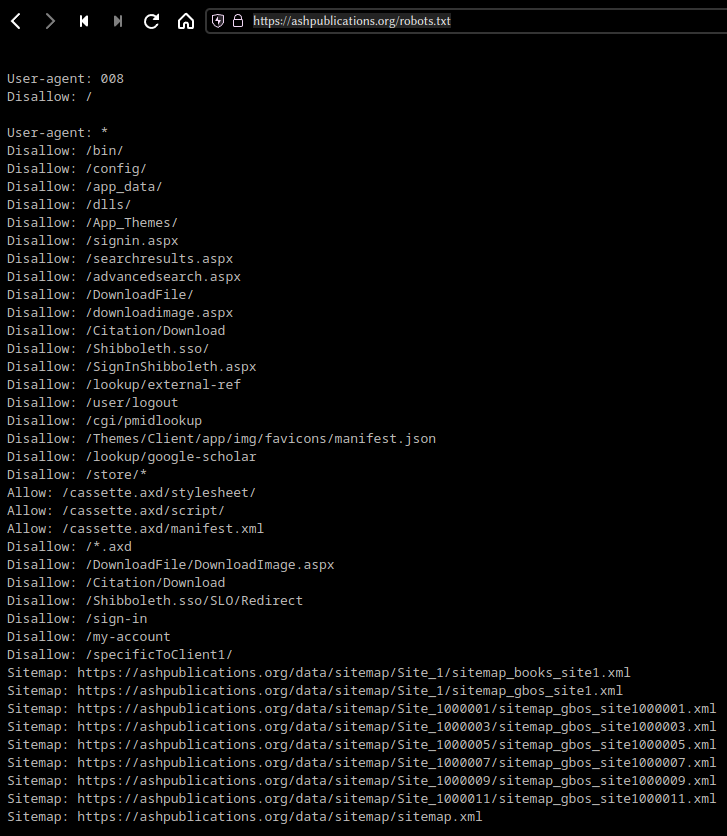 https://ashpublications.org/robots.txt
User-agent: 008
Disallow: /
User-agent: *
Disallow: /bin/
Disallow: /config/
Disallow: /app_data/
Disallow: /dlls/
Disallow: /App_Themes/
Disallow: /signin.aspx
Disallow: /searchresults.aspx
Disallow: /advancedsearch.aspx
Disallow: /DownloadFile/
Disallow: /downloadimage.aspx
Disallow: /Citation/Download
Disallow: /Shibboleth.sso/
Disallow: /SignInShibboleth.aspx
Disallow: /lookup/external-ref
Disallow: /user/logout
Disallow: /cgi/pmidlookup
Disallow: /Themes/Client/app/img/favicons/manifest.json
Disallow: /lookup/google-scholar
Disallow: /store/*
Allow: /cassette.axd/stylesheet/
Allow: /cassette.axd/script/
Allow: /cassette.axd/manifest.xml
Disallow: /*.axd
Disallow: /DownloadFile/DownloadImage.aspx
Disallow: /Citation/Download
Disallow: /Shibboleth.sso/SLO/Redirect
Disallow: /sign-in
Disallow: /my-account
Disallow: /specificToClient1/
Sitemap: https://ashpublications.org/data/sitemap/Site_1/sitemap_books_site1.xml
Sitemap: https://ashpublications.org/data/sitemap/Site_1/sitemap_gbos_site1.xml
Sitemap: https://ashpublications.org/data/sitemap/Site_1000001/sitemap_gbos_site1000001.xml
Sitemap: https://ashpublications.org/data/sitemap/Site_1000003/sitemap_gbos_site1000003.xml
Sitemap: https://ashpublications.org/data/sitemap/Site_1000005/sitemap_gbos_site1000005.xml
Sitemap: https://ashpublications.org/data/sitemap/Site_1000007/sitemap_gbos_site1000007.xml
Sitemap: https://ashpublications.org/data/sitemap/Site_1000009/sitemap_gbos_site1000009.xml
Sitemap: https://ashpublications.org/data/sitemap/Site_1000011/sitemap_gbos_site1000011.xml
Sitemap: https://ashpublications.org/data/sitemap/sitemap.xml